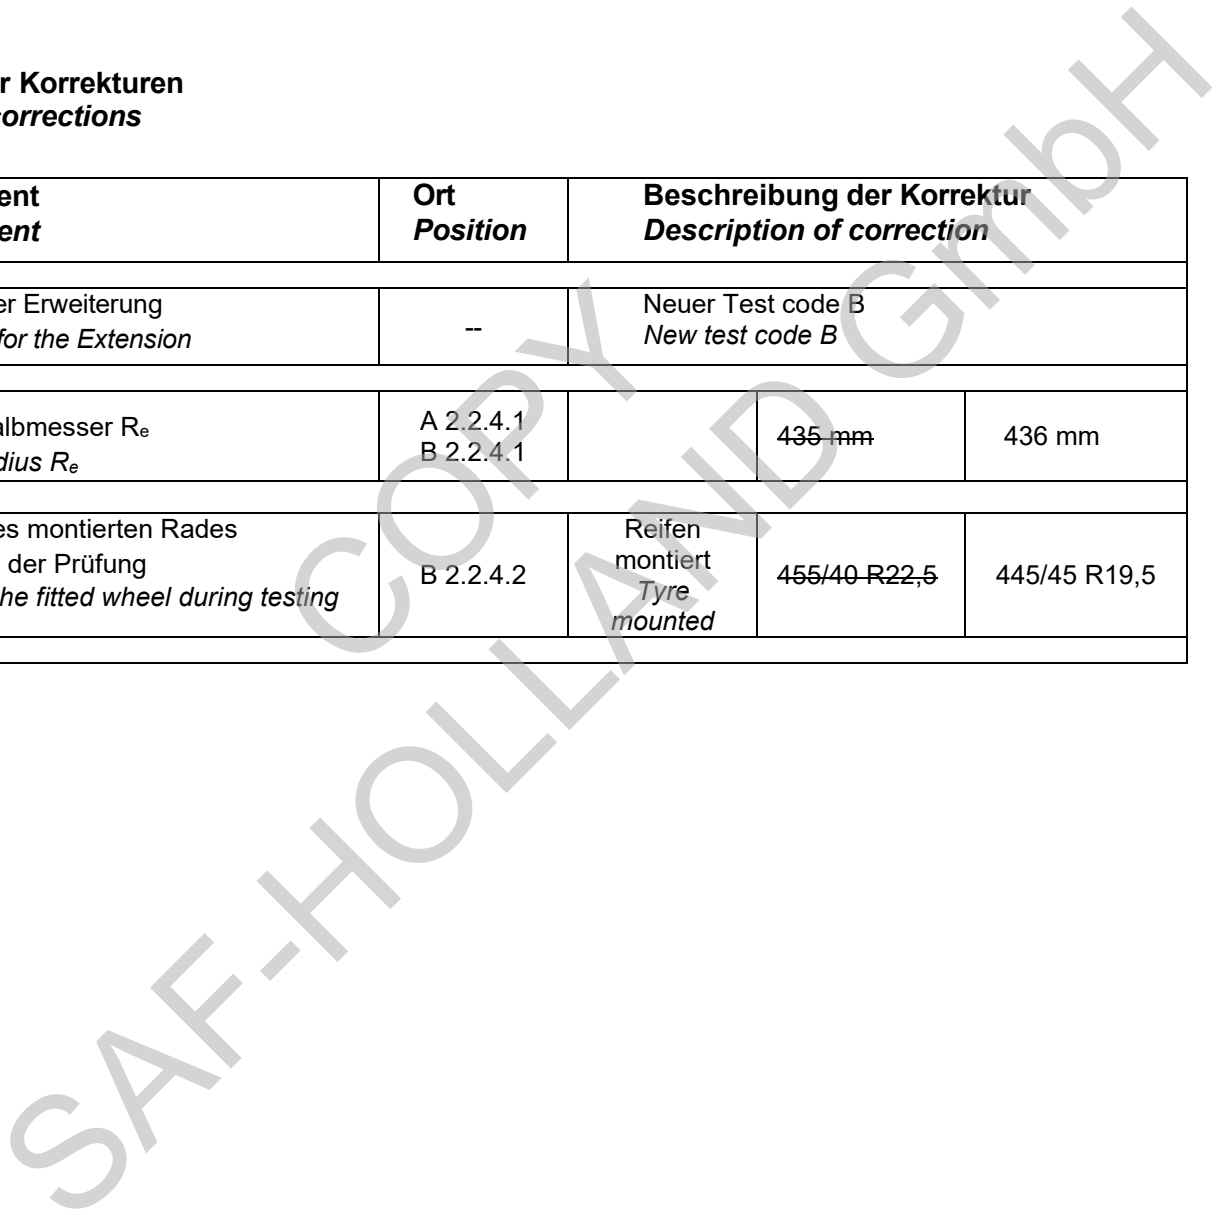 r Korrekturen
corrections
ent
ent
Ort
Position
Beschreibung der Korrektur
Description of correction
er Erweiterung
for the Extension
--
Neuer Test code B
New test code B
albmesser Re
dius Re
A 2.2.4.1
B 2.2.4.1
435 mm
436 mm
es montierten Rades
der Prüfung
he fitted wheel during testing
B 2.2.4.2
Reifen
montiert
Tyre
mounted
455/40 R22,5
445/45 R19,5
COPY
SAF-HOLLAND GmbH